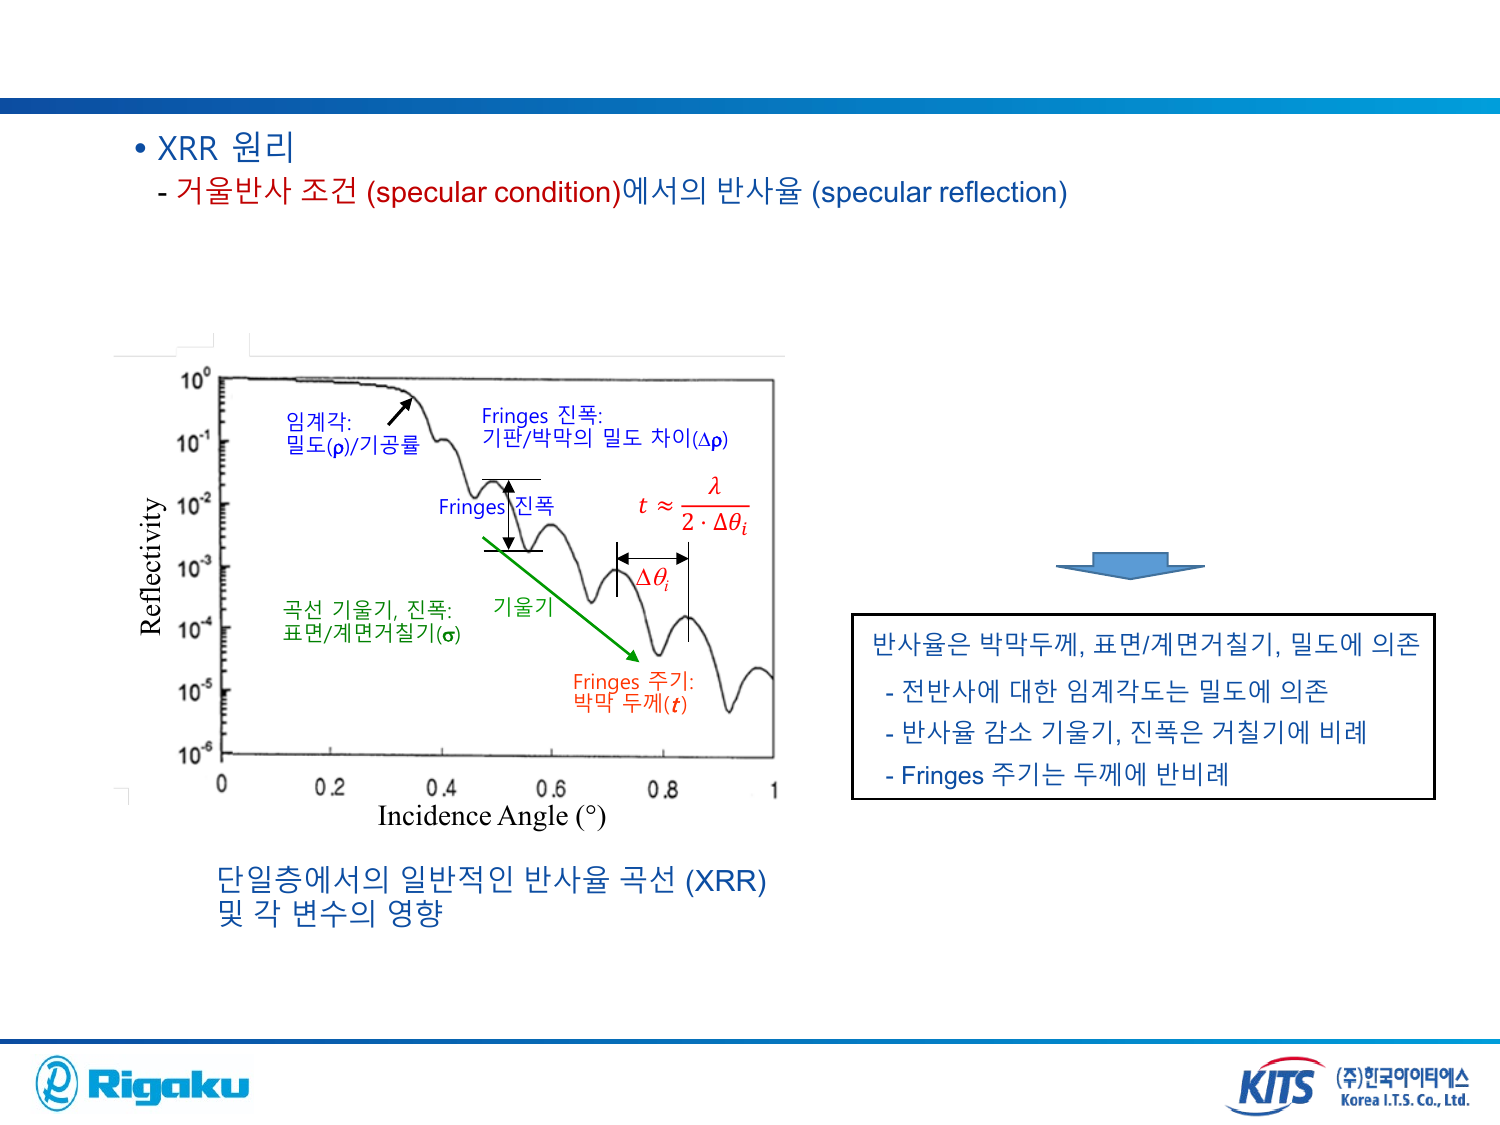 • XRR 원리
- 거울반사 조건 (specular condition)에서의 반사율 (specular reflection)
10⁰
10⁻¹
10⁻²
10⁻³
10⁻⁴
10⁻⁵
10⁻⁶
Reflectivity
임계각:
밀도(ρ)/기공률
Fringes 진폭:
기판/박막의 밀도 차이(Δρ)
Fringes 진폭
t ≈ λ / 2 · Δθᵢ
Δθᵢ
기울기
곡선 기울기, 진폭:
표면/계면거칠기(σ)
Fringes 주기:
박막 두께(t)
0 0.2 0.4 0.6 0.8 1
Incidence Angle (°)
단일층에서의 일반적인 반사율 곡선 (XRR)
및 각 변수의 영향
반사율은 박막두께, 표면/계면거칠기, 밀도에 의존
- 전반사에 대한 임계각도는 밀도에 의존
- 반사율 감소 기울기, 진폭은 거칠기에 비례
- Fringes 주기는 두께에 반비례
Rigaku
KITS
(주)한국아이티에스
Korea I.T.S. Co., Ltd.